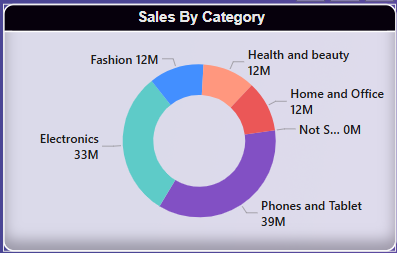 Sales By Category
Fashion 12M
Health and beauty
12M
Home and Office
12M
Not S... 0M
Electronics
33M
Phones and Tablet
39M